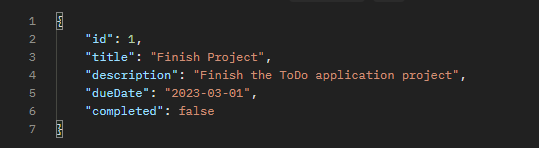 1 {
2 "id": 1,
3 "title": "Finish Project",
4 "description": "Finish the ToDo application project",
5 "dueDate": "2023-03-01",
6 "completed": false
7 }